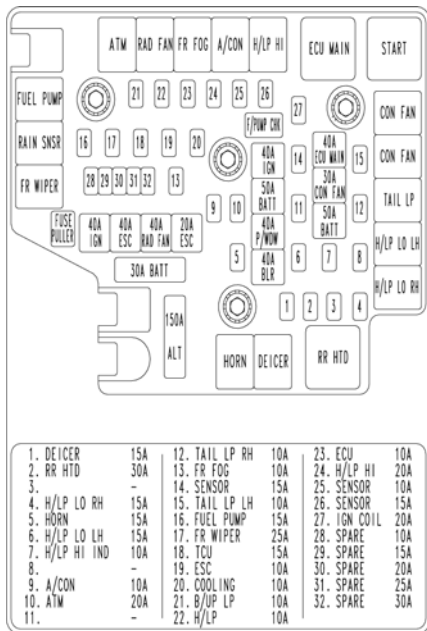 ATM RAD FAN FR FOG A/CON H/LP HI ECU MAIN START
FUEL PUMP
RAIN SNSR
FR WIPER
21 22 23 24 25 26
27
F/PUMP CHK
CON FAN
CON FAN
TAIL LP
H/LP LO LH
H/LP LO RH
16 17 18 19 20
28 29 30 31 32 13
14
15
40A
ECU MAIN
30A
CON FAN
50A
BATT
40A
IGN
50A
BATT
40A
P/WDW
40A
BLR
9 10
11
12
FUSE
PULLER
40A
IGN
40A
ESC
40A
RAD FAN
20A
ESC
30A BATT
5
6 7 8
150A
ALT
1 2 3 4
HORN DEICER RR HTD
1. DEICER 15A
2. RR HTD 30A
3. -
4. H/LP LO RH 15A
5. HORN 15A
6. H/LP LO LH 15A
7. H/LP HI IND 10A
8. -
9. A/CON 10A
10. ATM 20A
11. -
12. TAIL LP RH 10A
13. FR FOG 10A
14. SENSOR 15A
15. TAIL LP LH 10A
16. FUEL PUMP 15A
17. FR WIPER 25A
18. TCU 15A
19. ESC 10A
20. COOLING 10A
21. B/UP LP 10A
22. H/LP 10A
23. ECU 10A
24. H/LP HI 20A
25. SENSOR 10A
26. SENSOR 15A
27. IGN COIL 20A
28. SPARE 10A
29. SPARE 15A
30. SPARE 20A
31. SPARE 25A
32. SPARE 30A